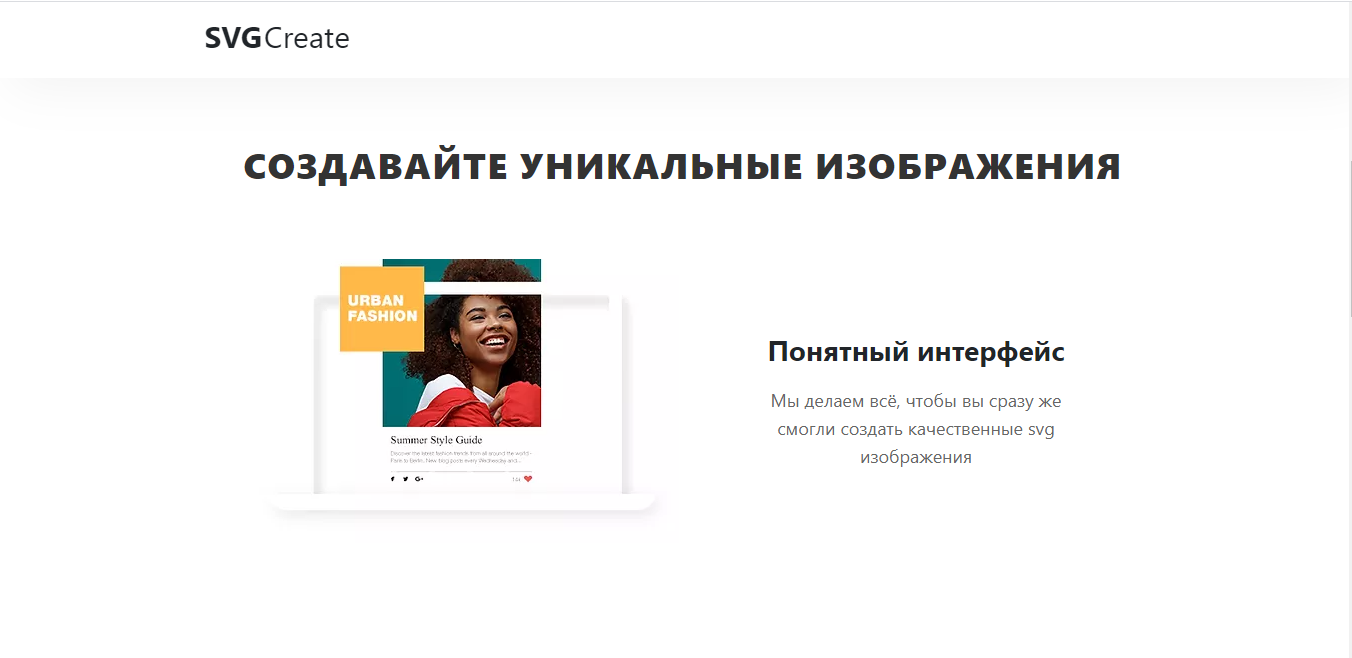 SVGCreate
СОЗДАВАЙТЕ УНИКАЛЬНЫЕ ИЗОБРАЖЕНИЯ
URBAN
FASHION
Summer Style Guide
Discover the latest fashion trends from all around the world–
Paris to Berlin. New blog posts every Wednesday and...
G+
144
Понятный интерфейс
Мы делаем всё, чтобы вы сразу же
смогли создать качественные svg
изображения